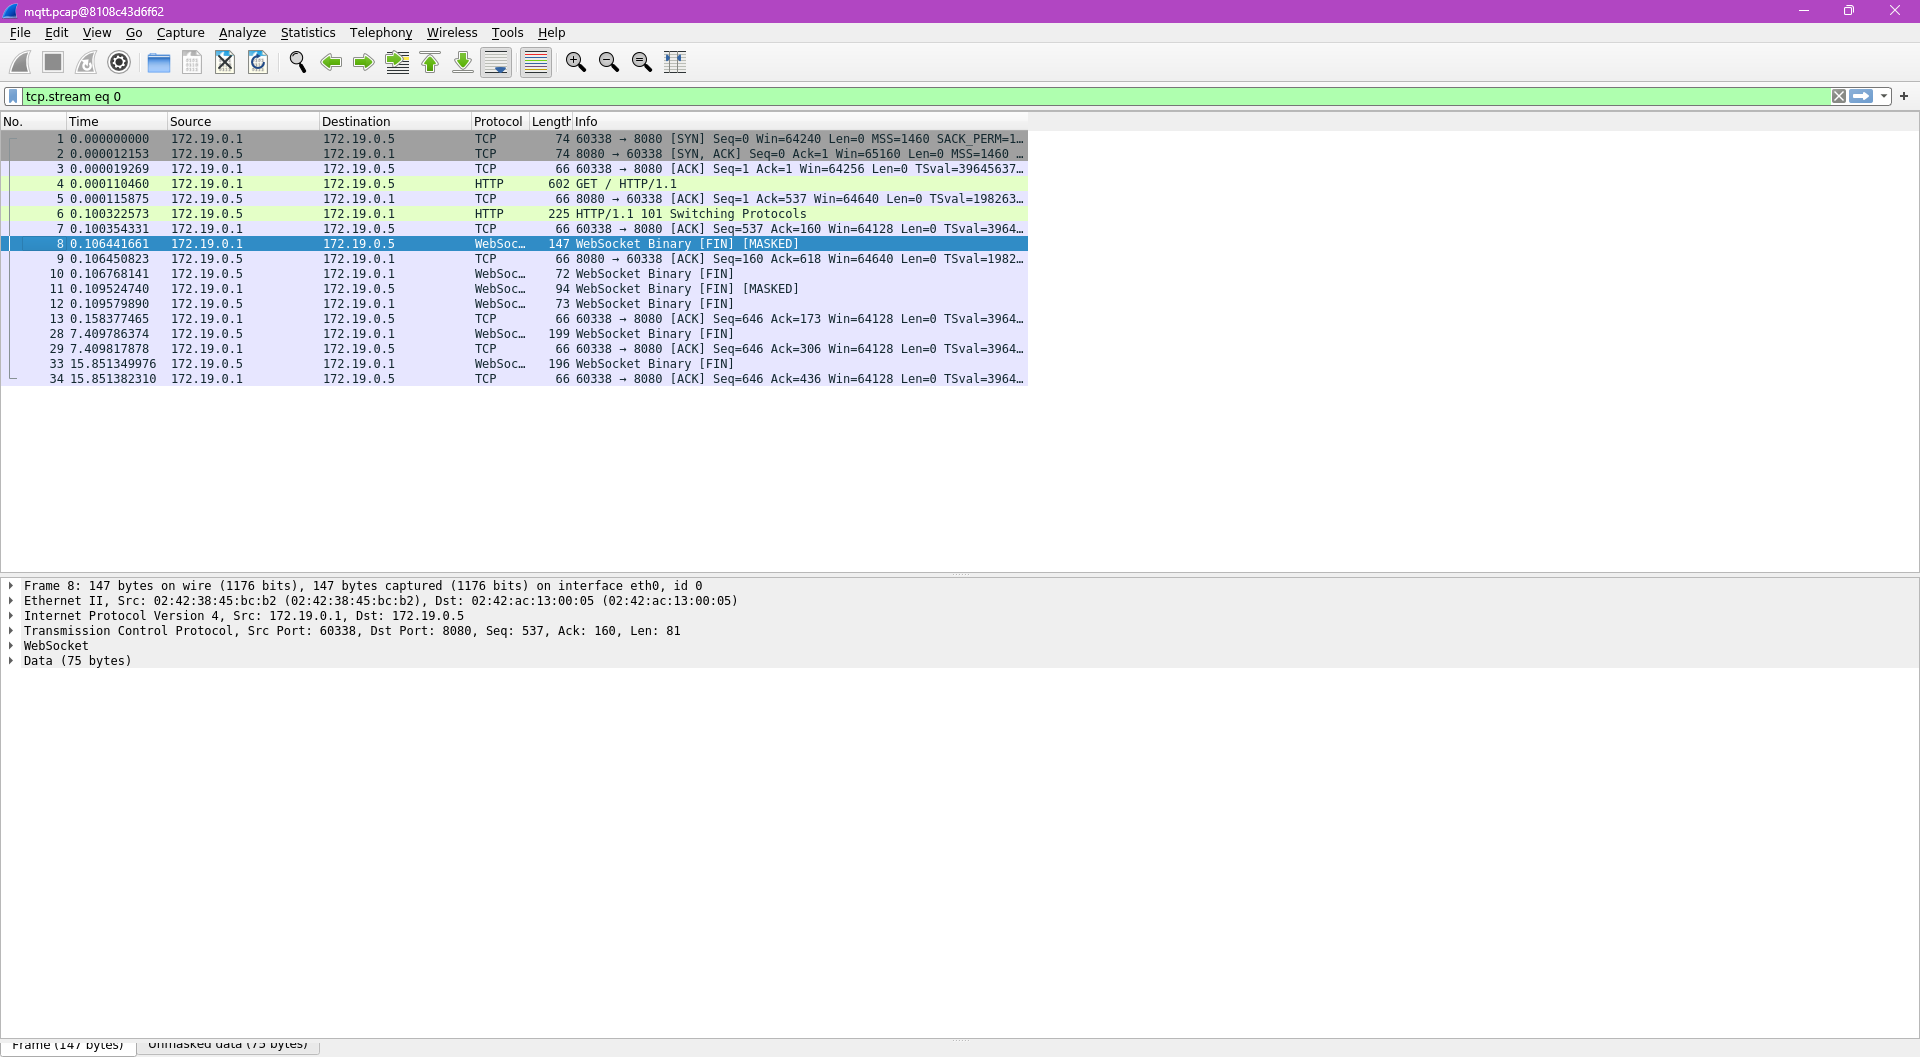 mqtt.pcap@8108c43d6f62
File Edit View Go Capture Analyze Statistics Telephony Wireless Tools Help
tcp.stream eq 0
No. Time Source Destination Protocol Length Info
1 0.000000000 172.19.0.1 172.19.0.5 TCP 74 60338 → 8080 [SYN] Seq=0 Win=64240 Len=0 MSS=1460 SACK_PERM=1…
2 0.000012153 172.19.0.5 172.19.0.1 TCP 74 8080 → 60338 [SYN, ACK] Seq=0 Ack=1 Win=65160 Len=0 MSS=1460 …
3 0.000019269 172.19.0.1 172.19.0.5 TCP 66 60338 → 8080 [ACK] Seq=1 Ack=1 Win=64256 Len=0 TSval=39645637…
4 0.000110460 172.19.0.1 172.19.0.5 HTTP 602 GET / HTTP/1.1
5 0.000115875 172.19.0.5 172.19.0.1 TCP 66 8080 → 60338 [ACK] Seq=1 Ack=537 Win=64640 Len=0 TSval=198263…
6 0.100322573 172.19.0.5 172.19.0.1 HTTP 225 HTTP/1.1 101 Switching Protocols
7 0.100354331 172.19.0.1 172.19.0.5 TCP 66 60338 → 8080 [ACK] Seq=537 Ack=160 Win=64128 Len=0 TSval=3964…
8 0.106441661 172.19.0.1 172.19.0.5 WebSoc… 147 WebSocket Binary [FIN] [MASKED]
9 0.106450823 172.19.0.5 172.19.0.1 TCP 66 8080 → 60338 [ACK] Seq=160 Ack=618 Win=64640 Len=0 TSval=1982…
10 0.106768141 172.19.0.5 172.19.0.1 WebSoc… 72 WebSocket Binary [FIN]
11 0.109524740 172.19.0.1 172.19.0.5 WebSoc… 94 WebSocket Binary [FIN] [MASKED]
12 0.109579890 172.19.0.5 172.19.0.1 WebSoc… 73 WebSocket Binary [FIN]
13 0.158377465 172.19.0.1 172.19.0.5 TCP 66 60338 → 8080 [ACK] Seq=646 Ack=173 Win=64128 Len=0 TSval=3964…
28 7.409786374 172.19.0.5 172.19.0.1 WebSoc… 199 WebSocket Binary [FIN]
29 7.409817878 172.19.0.1 172.19.0.5 TCP 66 60338 → 8080 [ACK] Seq=646 Ack=306 Win=64128 Len=0 TSval=3964…
33 15.851349976 172.19.0.5 172.19.0.1 WebSoc… 196 WebSocket Binary [FIN]
34 15.851382310 172.19.0.1 172.19.0.5 TCP 66 60338 → 8080 [ACK] Seq=646 Ack=436 Win=64128 Len=0 TSval=3964…
Frame 8: 147 bytes on wire (1176 bits), 147 bytes captured (1176 bits) on interface eth0, id 0
Ethernet II, Src: 02:42:38:45:bc:b2 (02:42:38:45:bc:b2), Dst: 02:42:ac:13:00:05 (02:42:ac:13:00:05)
Internet Protocol Version 4, Src: 172.19.0.1, Dst: 172.19.0.5
Transmission Control Protocol, Src Port: 60338, Dst Port: 8080, Seq: 537, Ack: 160, Len: 81
WebSocket
Data (75 bytes)
Frame (147 bytes) Unmasked data (75 bytes)